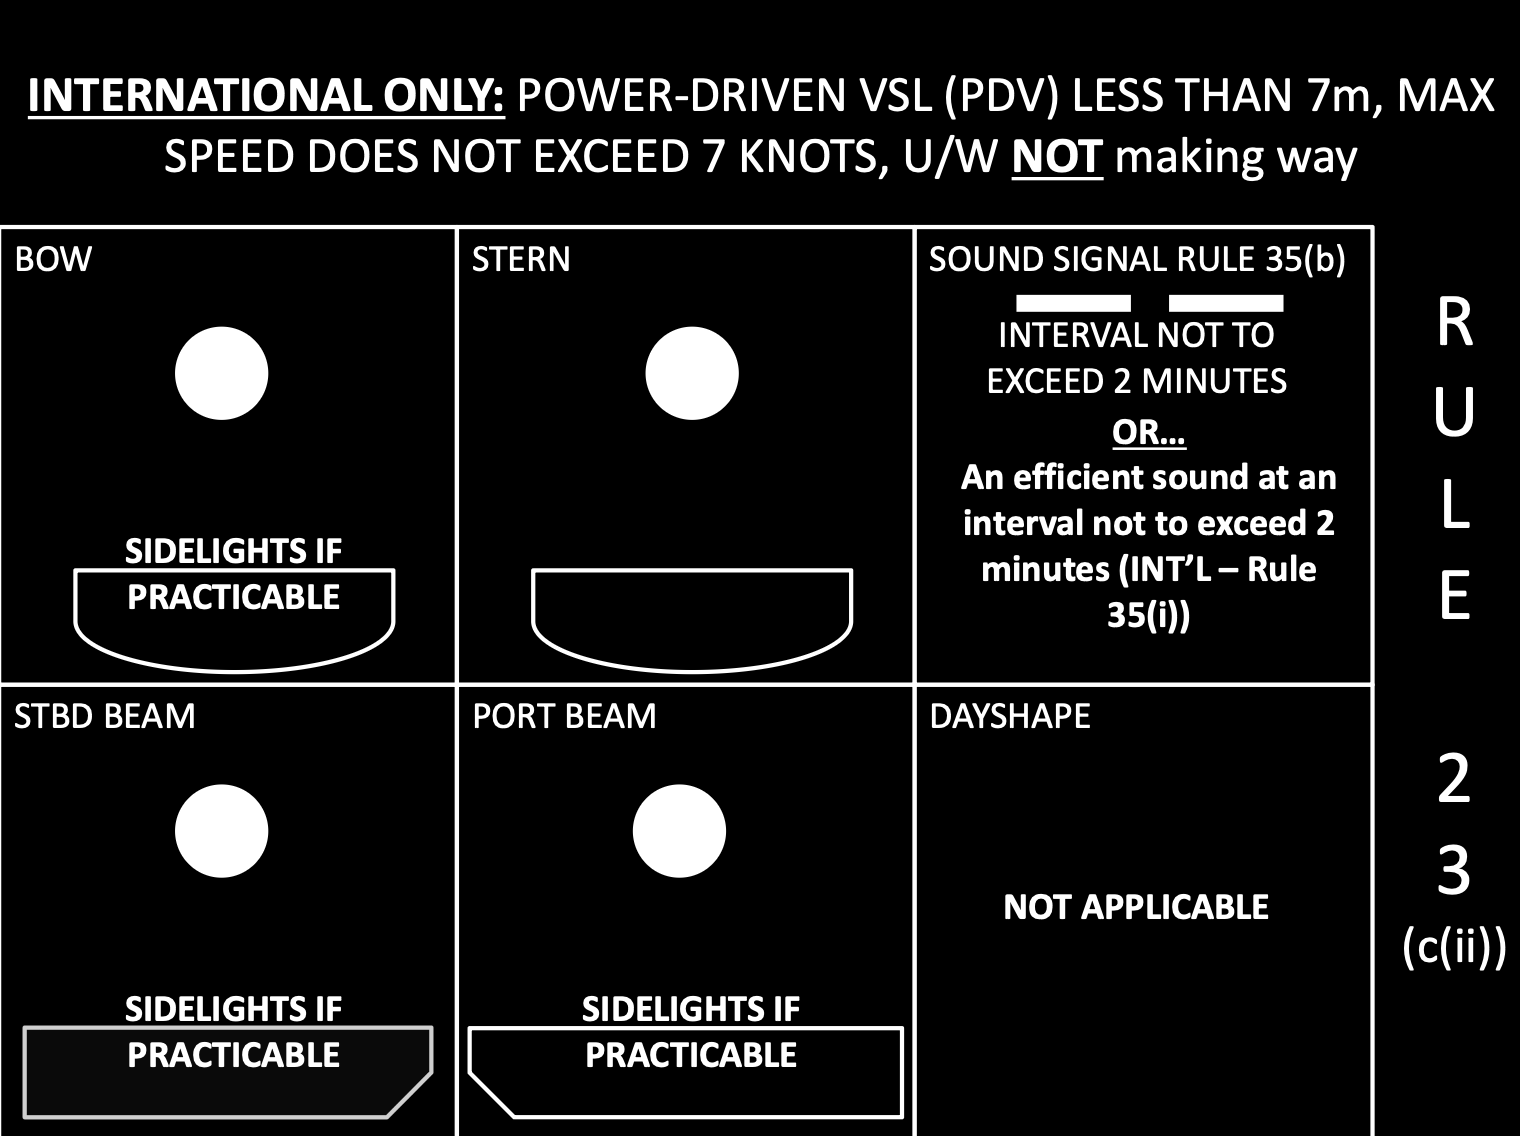 INTERNATIONAL ONLY: POWER-DRIVEN VSL (PDV) LESS THAN 7m, MAX
SPEED DOES NOT EXCEED 7 KNOTS, U/W NOT making way
BOW
SIDELIGHTS IF
PRACTICABLE
STERN
SOUND SIGNAL RULE 35(b)
INTERVAL NOT TO
EXCEED 2 MINUTES
OR...
An efficient sound at an
interval not to exceed 2
minutes (INT'L – Rule
35(i))
STBD BEAM
SIDELIGHTS IF
PRACTICABLE
PORT BEAM
SIDELIGHTS IF
PRACTICABLE
DAYSHAPE
NOT APPLICABLE
R
U
L
E
2
3
(c(ii))